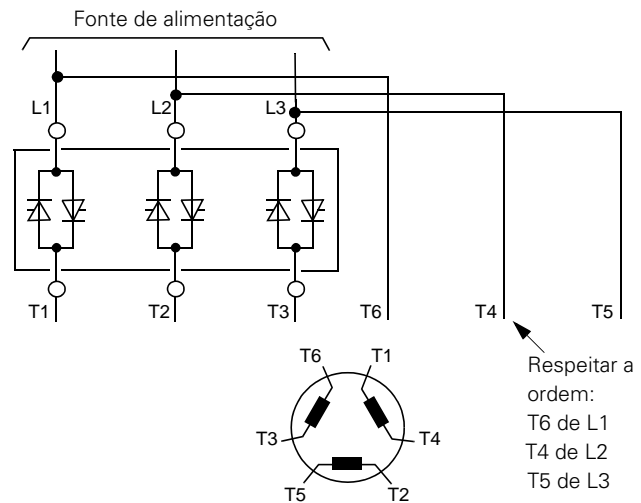 Fonte de alimentação
L1 L2 L3
T1 T2 T3 T6 T4 T5
Respeitar a
ordem:
T6 de L1
T4 de L2
T5 de L3
T6 T1
T3 T4
T5 T2